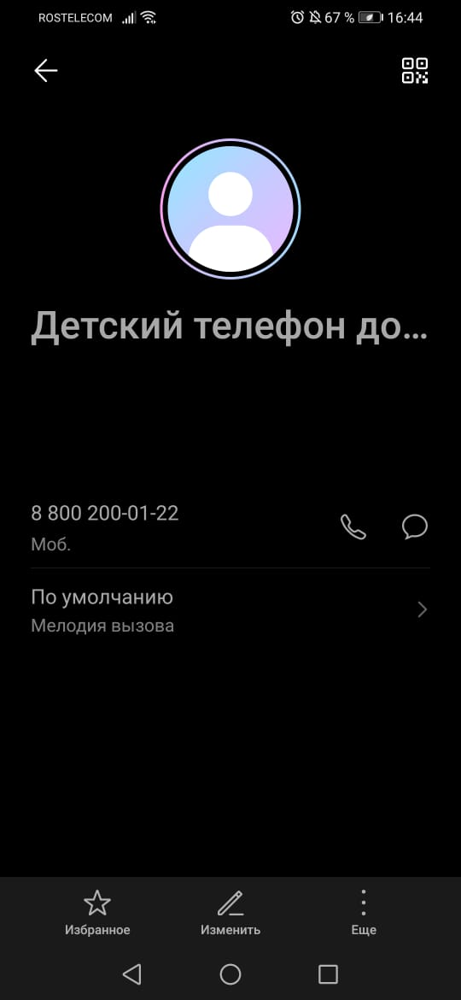 ROSTELECOM 67 % 16:44
Детский телефон до...
8 800 200-01-22
Моб.
По умолчанию
Мелодия вызова
Избранное Изменить Еще